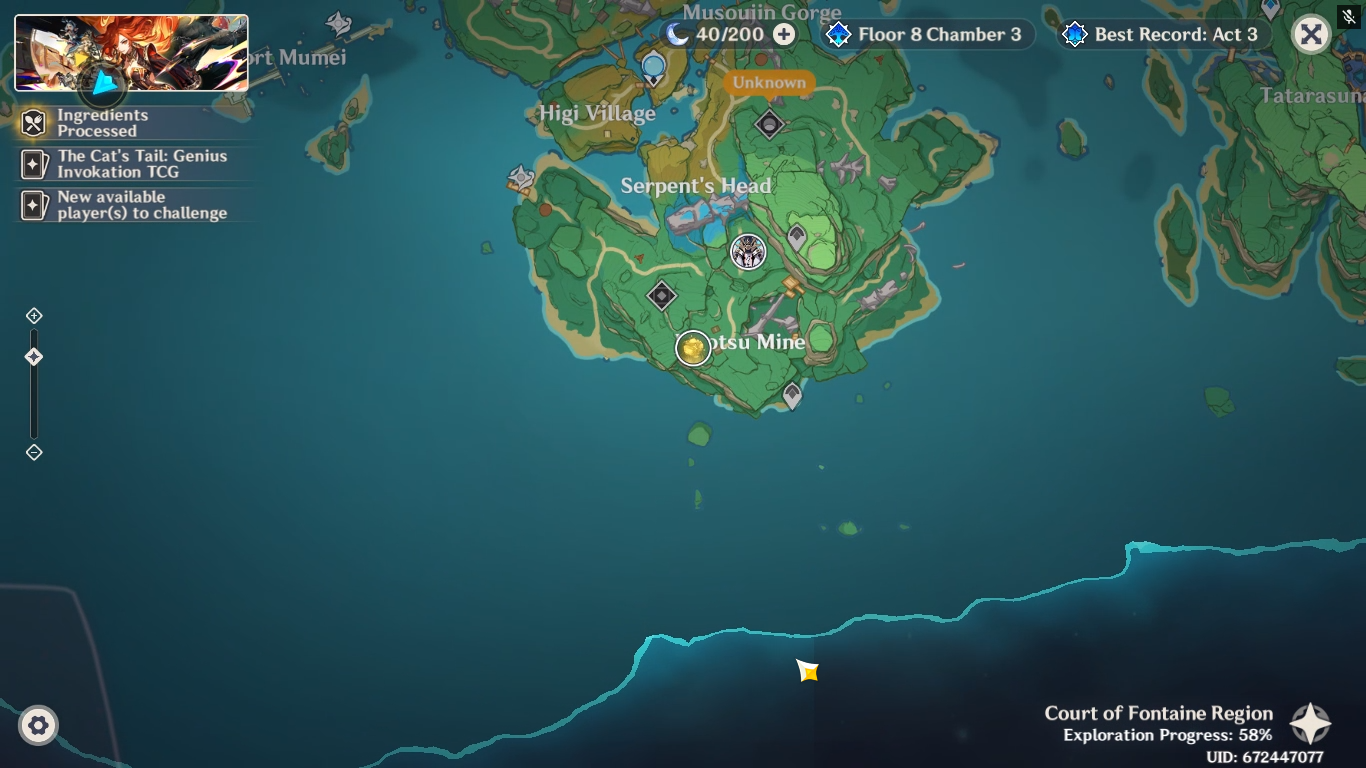 Musoujin Gorge
40/200
Floor 8 Chamber 3
Best Record: Act 3
ort Mumei
Unknown
Tatarasuna
Higi Village
Ingredients
Processed
The Cat's Tail: Genius
Invokation TCG
Serpent's Head
New available
player(s) to challenge
otsu Mine
Court of Fontaine Region
Exploration Progress: 58%
UID: 672447077